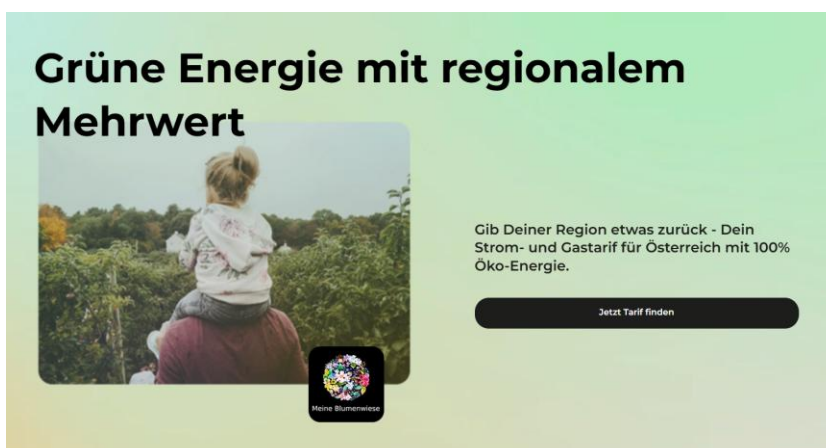 Grüne Energie mit regionalem
Mehrwert
Gib Deiner Region etwas zurück - Dein
Strom- und Gastarif für Österreich mit 100%
Öko-Energie.
Jetzt Tarif finden
Meine Blumenwiese